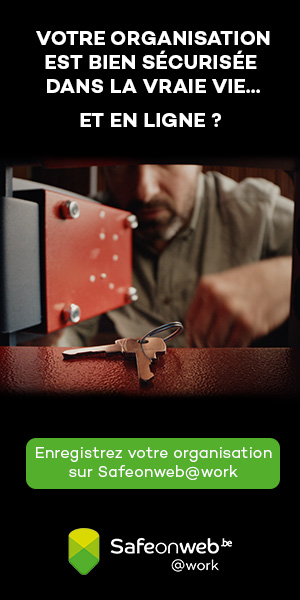 VOTRE ORGANISATION
EST BIEN SÉCURISÉE
DANS LA VRAIE VIE...
ET EN LIGNE ?
Enregistrez votre organisation
sur Safeonweb@work
Safeonweb.be
@work